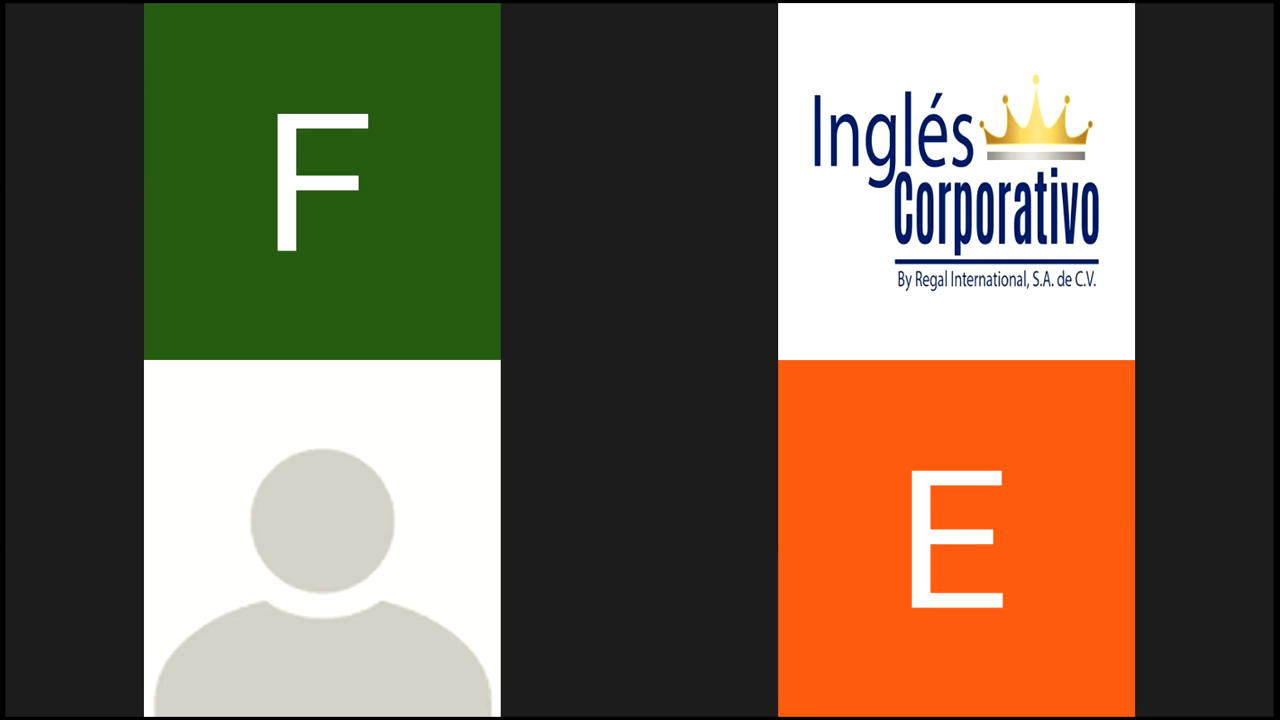 F
Inglés
Corporativo
By Regal International, S.A. de C.V.
E